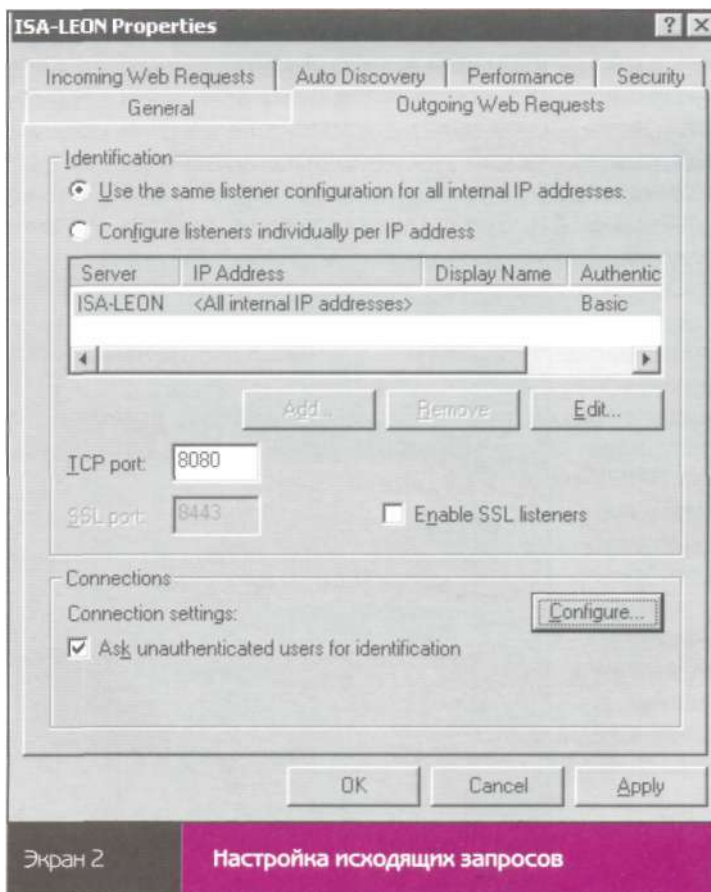 ISA-LEON Properties
Incoming Web Requests Auto Discovery Performance Security
General Outgoing Web Requests
Identification
Use the same listener configuration for all internal IP addresses.
Configure listeners individually per IP address
Server IP Address Display Name Authentic
ISA-LEON <All internal IP addresses> Basic
Add... Remove Edit...
TCP port: 8080
SSL port: 8443 Enable SSL listeners
Connections
Connection settings: Configure...
Ask unauthenticated users for identification
OK Cancel Apply
Экран 2 Настройка исходящих запросов